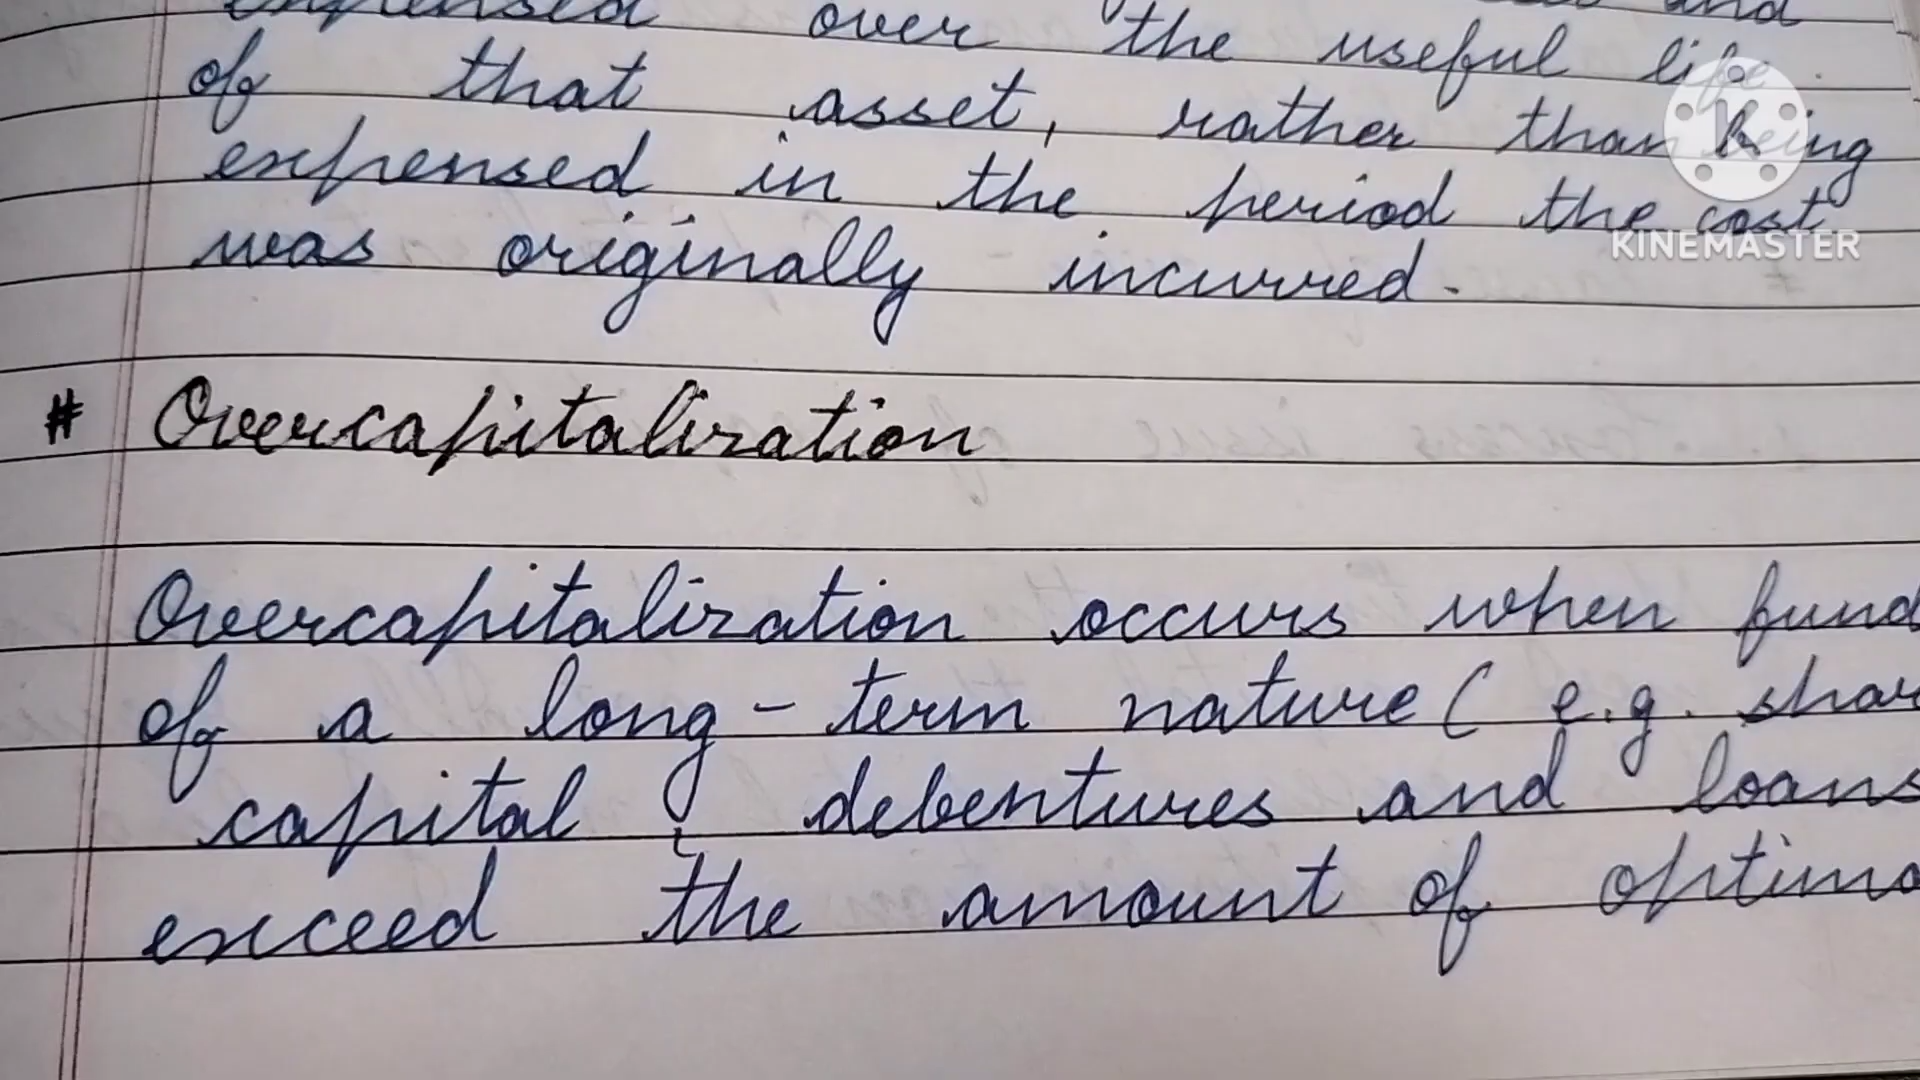 expensed over the useful life
of that asset, rather than being
expensed in the period the cost
was originally incurred.
# Overcapitalization
Overcapitalization occurs when fund
of a long-term nature (e.g. shar
capital, debentures and loans
exceed the amount of optima
KINEMASTER